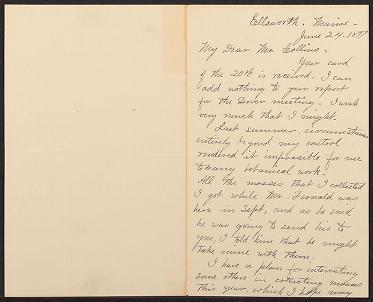 Ellsworth, Maine -
June 24. 1897
My Dear Mr. Collins -
Your card
of the 20th is received. I can
add nothing to your report
for the Dover meeting. I wish
very much that I might.
Last summer, circumstances
entirely beyond my control
rendered it impossible for me
to many botanical work -
All the mosses that I collected
I got while Mr. Fernald was
here in Sept, and as he said
he was going to send his to
you, I told him that he might
take mine with them.
I have a plan for interesting
some others in collecting mosses
this year, which I hope may